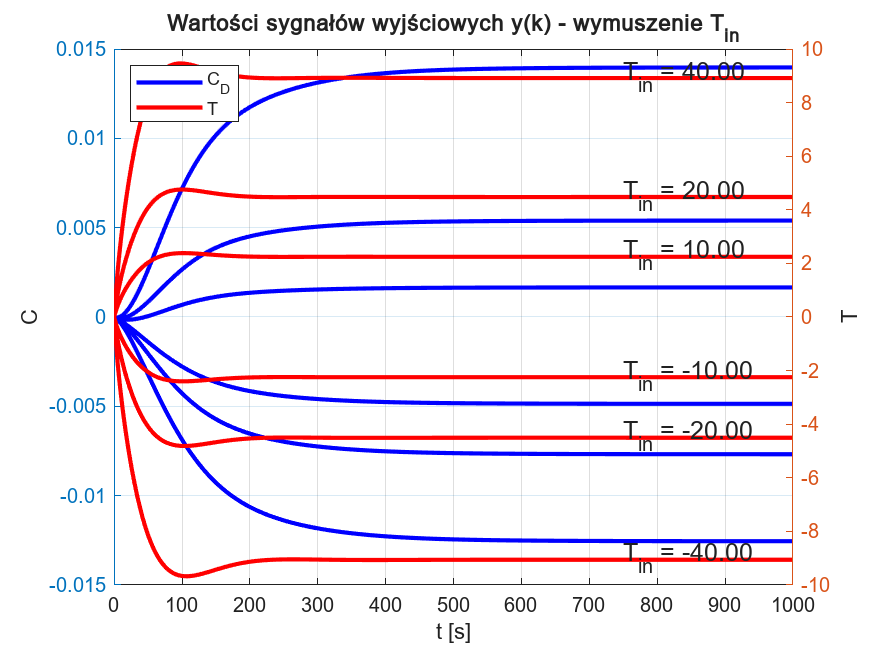 Wartości sygnałów wyjściowych y(k) - wymuszenie T_in
C_D
T
0.015
0.01
0.005
0
-0.005
-0.01
-0.015
C
10
8
6
4
2
0
-2
-4
-6
-8
-10
T
T_in = 40.00
T_in = 20.00
T_in = 10.00
T_in = -10.00
T_in = -20.00
T_in = -40.00
0 100 200 300 400 500 600 700 800 900 1000
t [s]